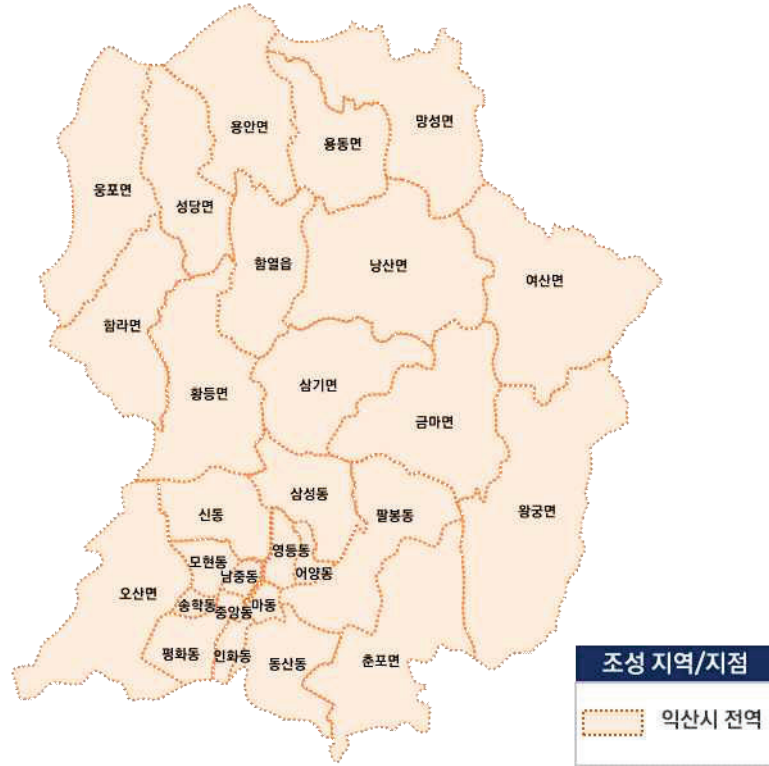 망성면
용안면
용동면
웅포면
성당면
함열읍
낭산면
여산면
함라면
삼기면
황등면
금마면
삼성동
왕궁면
신동
팔봉동
영등동
모현동
남중동
어양동
오산면
송학동
중앙동
마동
평화동
인화동
동산동
춘포면
조성 지역/지점
익산시 전역